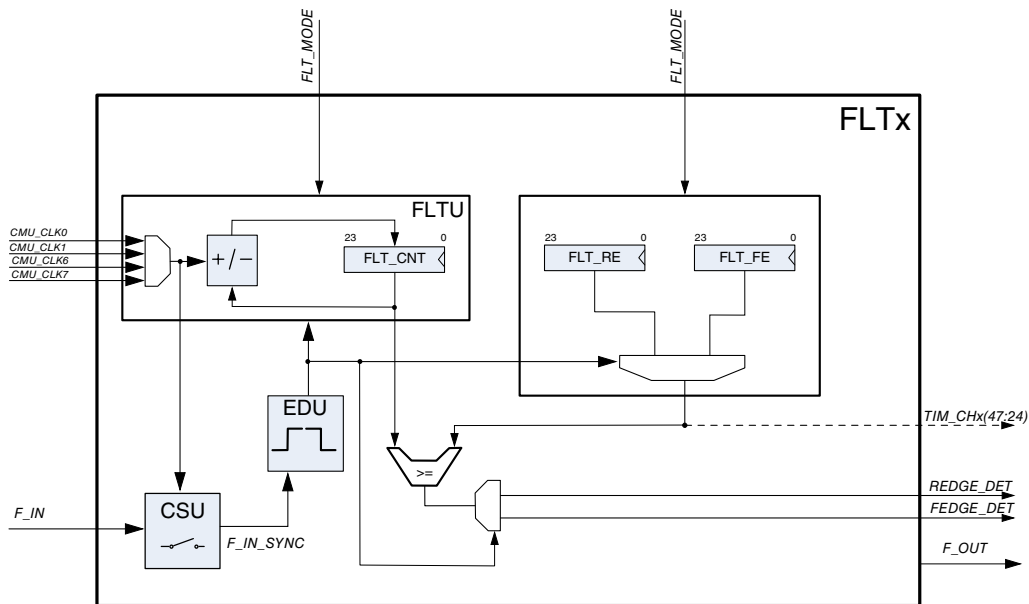 FLT_MODE
FLT_MODE
FLTx
FLTU
CMU_CLK0
CMU_CLK1
CMU_CLK6
CMU_CLK7
+/−
23 0
FLT_CNT
23 0
FLT_RE
23 0
FLT_FE
EDU
TIM_CHx(47:24)
>=
REDGE_DET
FEDGE_DET
CSU
F_IN
F_IN_SYNC
F_OUT